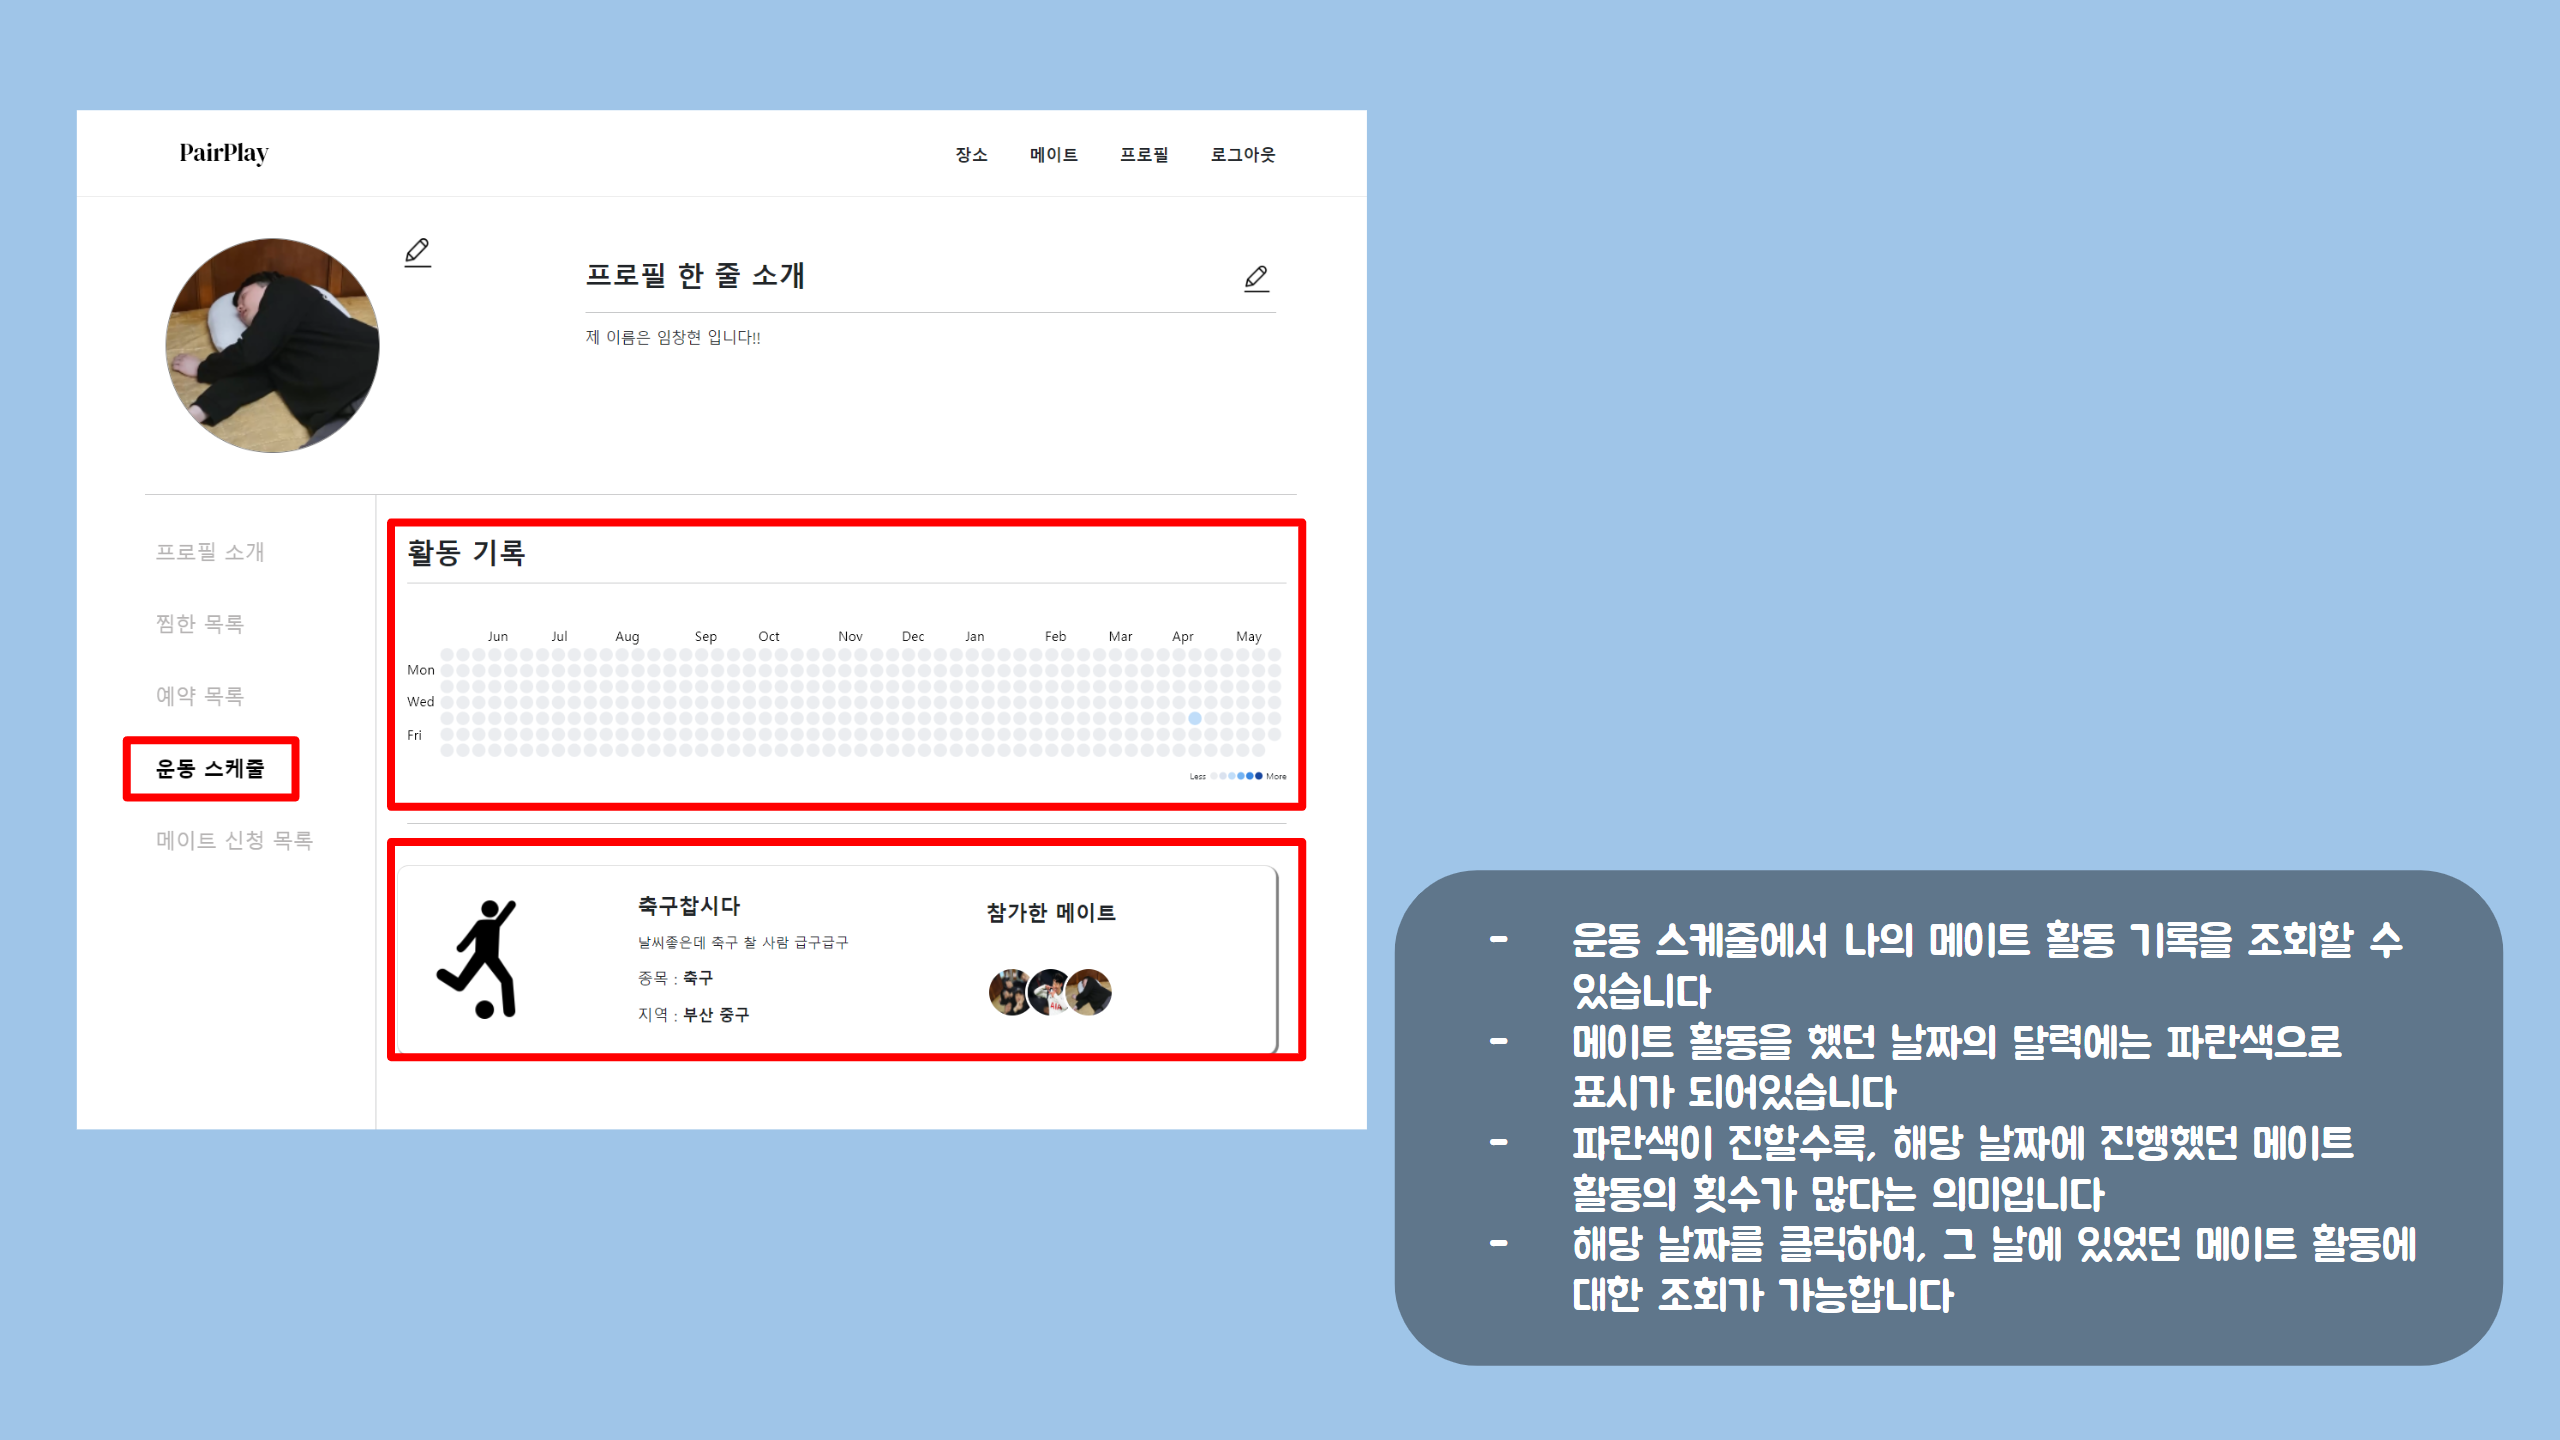 PairPlay
장소 메이트 프로필 로그아웃
프로필 한 줄 소개
제 이름은 임창현 입니다!!
프로필 소개
찜한 목록
예약 목록
운동 스케줄
메이트 신청 목록
활동 기록
Jun Jul Aug Sep Oct Nov Dec Jan Feb Mar Apr May
Mon
Wed
Fri
Less More
축구찹시다
날씨좋은데 축구 찰 사람 급구급구
종목 : 축구
지역 : 부산 중구
참가한 메이트
- 운동 스케줄에서 나의 메이트 활동 기록을 조회할 수
있습니다
- 메이트 활동을 했던 날짜의 달력에는 파란색으로
표시가 되어있습니다
- 파란색이 진할수록, 해당 날짜에 진행했던 메이트
활동의 횟수가 많다는 의미입니다
- 해당 날짜를 클릭하여, 그 날에 있었던 메이트 활동에
대한 조회가 가능합니다